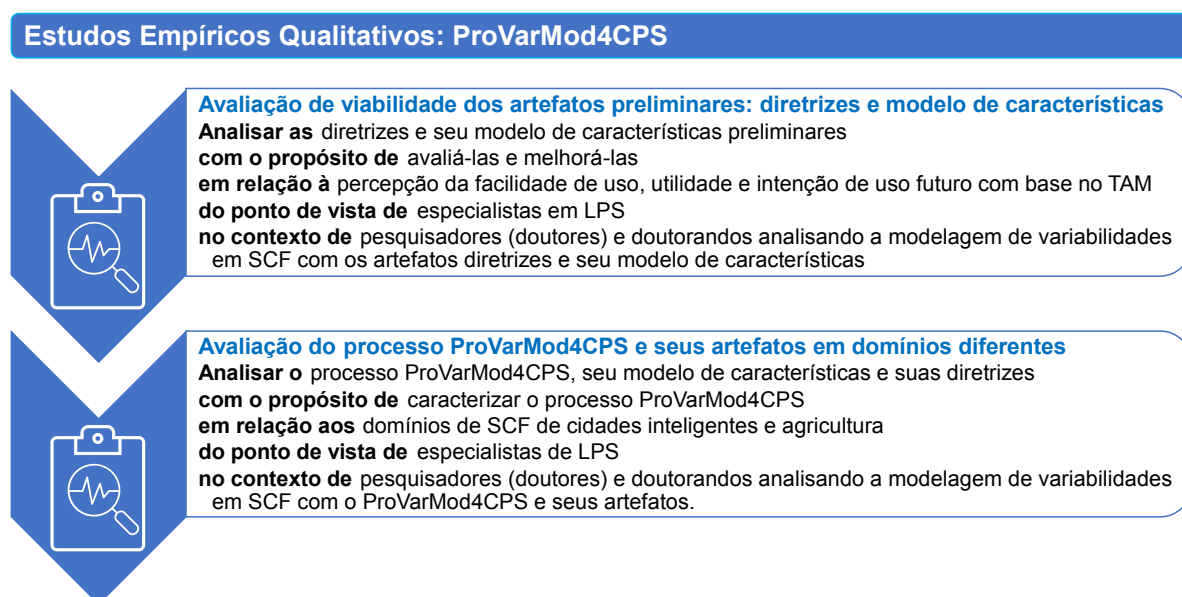 Estudos Empíricos Qualitativos: ProVarMod4CPS
Avaliação de viabilidade dos artefatos preliminares: diretrizes e modelo de características
Analisar as diretrizes e seu modelo de características preliminares
com o propósito de avaliá-las e melhorá-las
em relação à percepção da facilidade de uso, utilidade e intenção de uso futuro com base no TAM
do ponto de vista de especialistas em LPS
no contexto de pesquisadores (doutores) e doutorandos analisando a modelagem de variabilidades
em SCF com os artefatos diretrizes e seu modelo de características
Avaliação do processo ProVarMod4CPS e seus artefatos em domínios diferentes
Analisar o processo ProVarMod4CPS, seu modelo de características e suas diretrizes
com o propósito de caracterizar o processo ProVarMod4CPS
em relação aos domínios de SCF de cidades inteligentes e agricultura
do ponto de vista de especialistas de LPS
no contexto de pesquisadores (doutores) e doutorandos analisando a modelagem de variabilidades
em SCF com o ProVarMod4CPS e seus artefatos.